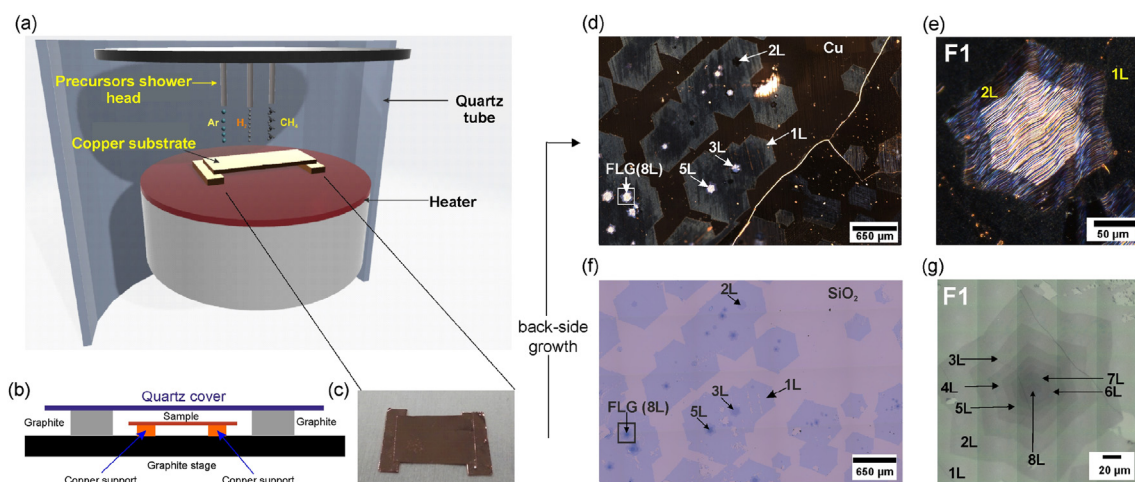 (a)
Precursors shower
head
Ar
H₂
CH₄
Copper substrate
Quartz
tube
Heater
(b)
Quartz cover
Graphite
Sample
Graphite
Graphite stage
Copper support
Copper support
(c)
back-side
growth
(d)
2L
Cu
1L
3L
5L
FLG(8L)
650 µm
(e)
F1
1L
2L
50 µm
(f)
2L
SiO₂
3L
1L
FLG (8L)
5L
650 µm
(g)
F1
3L
7L
4L
6L
5L
2L
8L
1L
20 µm